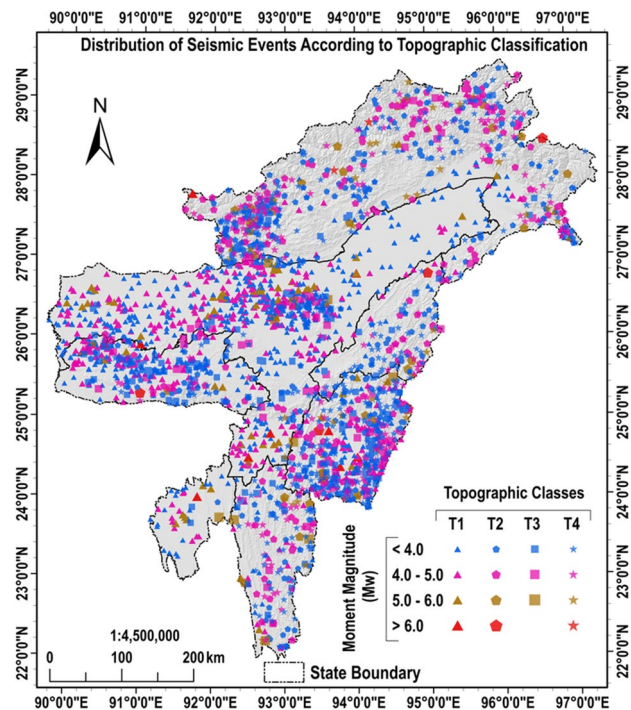 90°0'0"E 91°0'0"E 92°0'0"E 93°0'0"E 94°0'0"E 95°0'0"E 96°0'0"E 97°0'0"E
Distribution of Seismic Events According to Topographic Classification
N
29°0'0"N 29°0'0"N
28°0'0"N 28°0'0"N
27°0'0"N 27°0'0"N
26°0'0"N 26°0'0"N
25°0'0"N 25°0'0"N
24°0'0"N 24°0'0"N
23°0'0"N 23°0'0"N
22°0'0"N 22°0'0"N
Topographic Classes
T1 T2 T3 T4
Moment Magnitude
(Mw)
< 4.0
4.0 - 5.0
5.0 - 6.0
> 6.0
1:4,500,000
0 100 200 km
State Boundary
90°0'0"E 91°0'0"E 92°0'0"E 93°0'0"E 94°0'0"E 95°0'0"E 96°0'0"E 97°0'0"E